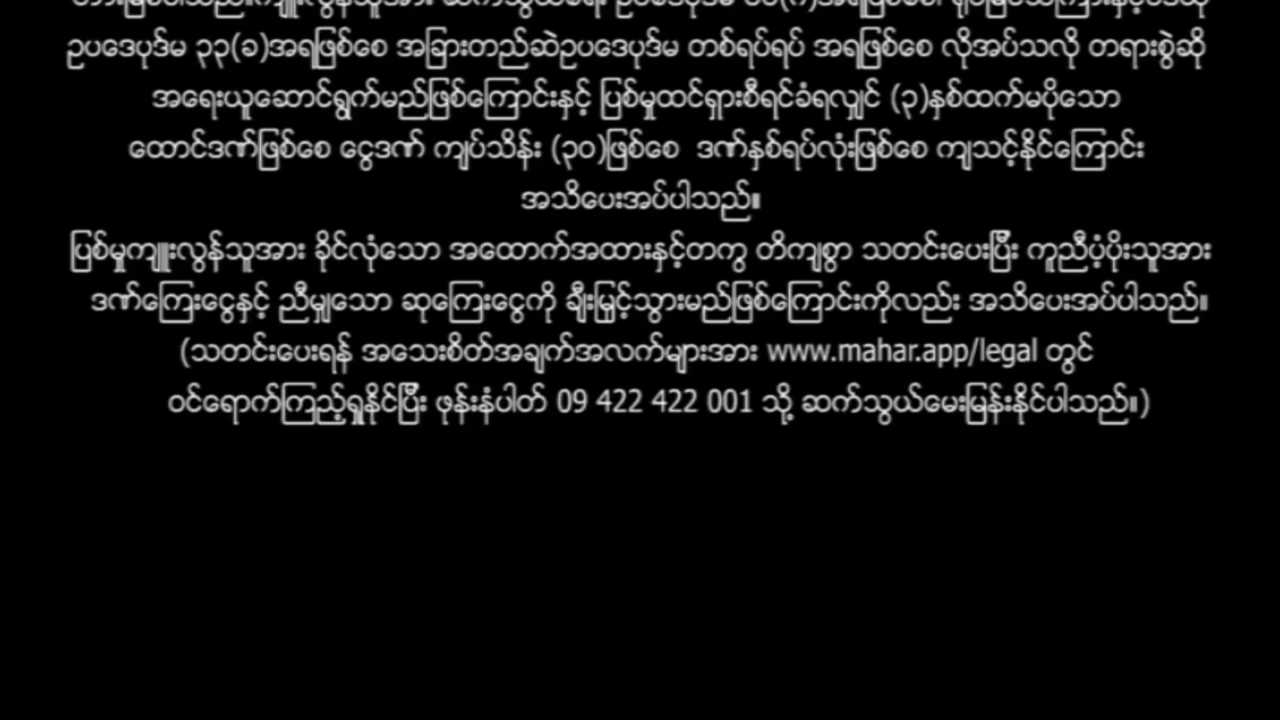 ဥပဒေပုဒ်မ ၃၃(ခ)အရဖြစ်စေ အခြားတည်ဆဲဥပဒေပုဒ်မ တစ်ရပ်ရပ် အရဖြစ်စေ လိုအပ်သလို တရားစွဲဆို
အရေးယူဆောင်ရွက်မည်ဖြစ်ကြောင်းနှင့် ပြစ်မှုထင်ရှားစီရင်ခံရလျှင် (၃)နှစ်ထက်မပိုသော
ထောင်ဒဏ်ဖြစ်စေ ငွေဒဏ် ကျပ်သိန်း (၃၀)ဖြစ်စေ ဒဏ်နှစ်ရပ်လုံးဖြစ်စေ ကျသင့်နိုင်ကြောင်း
အသိပေးအပ်ပါသည်။
ပြစ်မှုကျူးလွန်သူအား ခိုင်လုံသော အထောက်အထားနှင့်တကွ တိကျစွာ သတင်းပေးပြီး ကူညီပံ့ပိုးသူအား
ဒဏ်ကြေးငွေနှင့် ညီမျှသော ဆုကြေးငွေကို ချီးမြှင့်သွားမည်ဖြစ်ကြောင်းကိုလည်း အသိပေးအပ်ပါသည်။
(သတင်းပေးရန် အသေးစိတ်အချက်အလက်များအား www.mahar.app/legal တွင်
ဝင်ရောက်ကြည့်ရှုနိုင်ပြီး ဖုန်းနံပါတ် 09 422 422 001 သို့ ဆက်သွယ်မေးမြန်းနိုင်ပါသည်။)